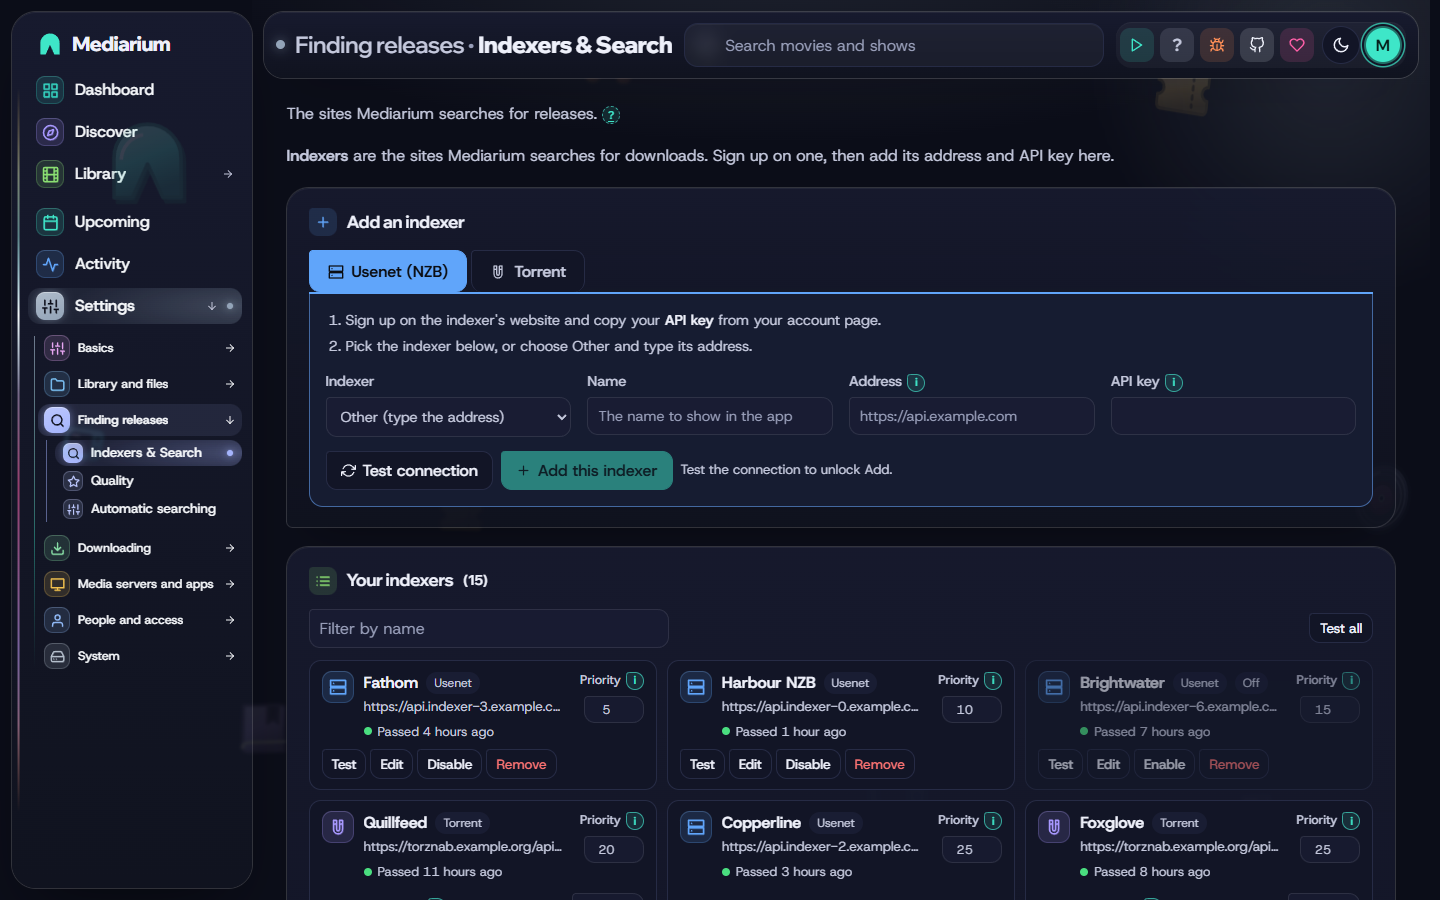 Mediarium
Dashboard
Discover
Library
Upcoming
Activity
Settings
Basics
Library and files
Finding releases
Indexers & Search
Quality
Automatic searching
Downloading
Media servers and apps
People and access
System
Finding releases · Indexers & Search
Search movies and shows
?
M
The sites Mediarium searches for releases. ?
Indexers are the sites Mediarium searches for downloads. Sign up on one, then add its address and API key here.
Add an indexer
Usenet (NZB)
Torrent
1. Sign up on the indexer's website and copy your API key from your account page.
2. Pick the indexer below, or choose Other and type its address.
Indexer
Name
Address i
API key i
Other (type the address)
The name to show in the app
https://api.example.com
Test connection
+ Add this indexer
Test the connection to unlock Add.
Your indexers (15)
Filter by name
Test all
Fathom Usenet
Priority i
https://api.indexer-3.example.c...
5
Passed 4 hours ago
Test Edit Disable Remove
Harbour NZB Usenet
Priority i
https://api.indexer-0.example.c...
10
Passed 1 hour ago
Test Edit Disable Remove
Brightwater Usenet Off
Priority i
https://api.indexer-6.example.c...
15
Passed 7 hours ago
Test Edit Enable Remove
Quillfeed Torrent
Priority i
https://torznab.example.org/api...
20
Passed 11 hours ago
Copperline Usenet
Priority i
https://api.indexer-2.example.c...
25
Passed 3 hours ago
Foxglove Torrent
Priority i
https://torznab.example.org/api...
25
Passed 8 hours ago